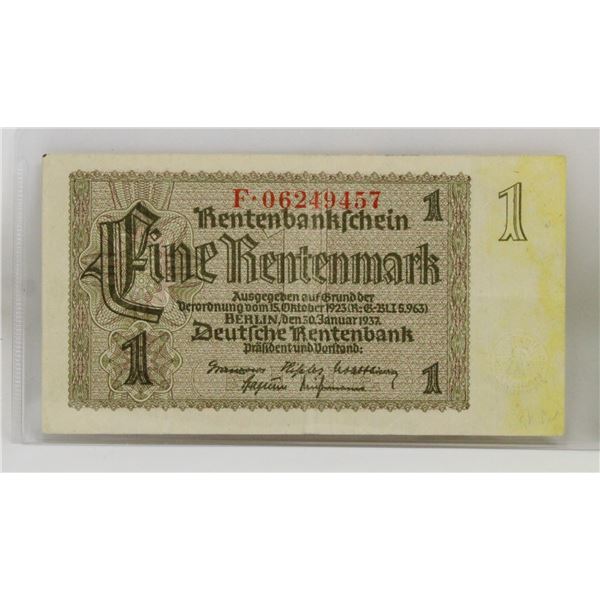 F·06249457
Rentenbankschein 1
Eine Rentenmark
Ausgegeben auf Grund der
Verordnung vom 15. Oktober 1923 (R.-G-Bl I S. 963)
BERLIN, den 30. Januar 1937
Deutsche Rentenbank
Präsident und Vorstand:
1
1
1